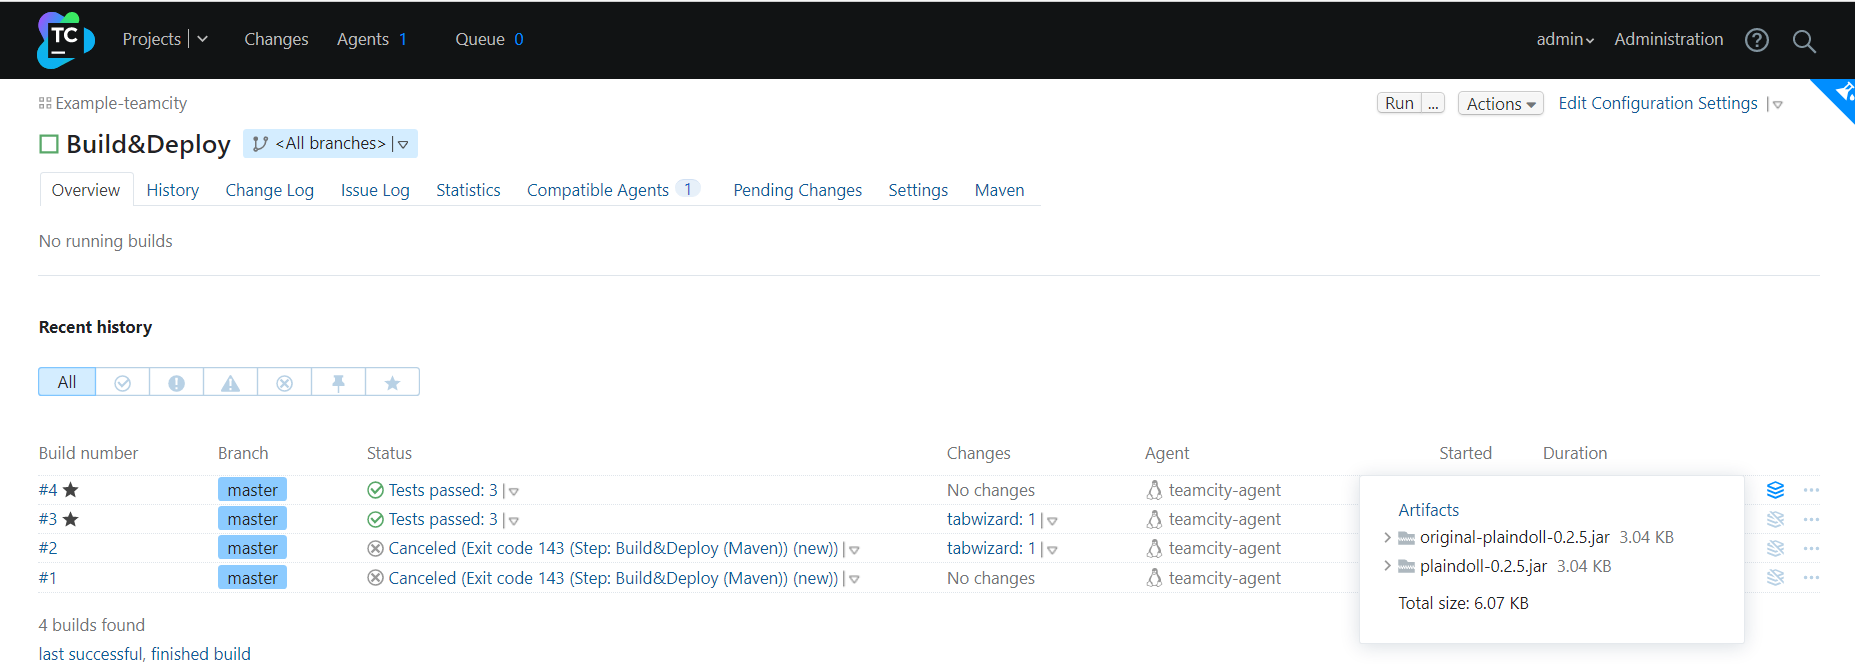 TC Projects Changes Agents 1 Queue 0 admin Administration ?
Example-teamcity Run ... Actions Edit Configuration Settings
Build&Deploy <All branches>
Overview History Change Log Issue Log Statistics Compatible Agents 1 Pending Changes Settings Maven
No running builds
Recent history
All
Build number Branch Status Changes Agent Started Duration
#4 master Tests passed: 3 No changes teamcity-agent
#3 master Tests passed: 3 tabwizard: 1 teamcity-agent
#2 master Canceled (Exit code 143 (Step: Build&Deploy (Maven)) (new)) tabwizard: 1 teamcity-agent
#1 master Canceled (Exit code 143 (Step: Build&Deploy (Maven)) (new)) No changes teamcity-agent
Artifacts
original-plaindoll-0.2.5.jar 3.04 KB
plaindoll-0.2.5.jar 3.04 KB
Total size: 6.07 KB
4 builds found
last successful, finished build